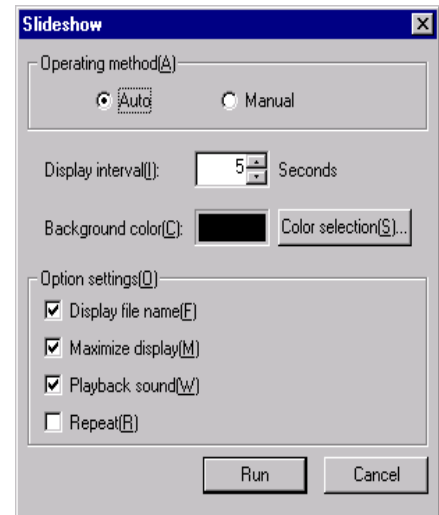 Slideshow
Operating method(A)
Auto Manual
Display interval(I): 5 Seconds
Background color(C): Color selection(S)...
Option settings(O)
Display file name(F)
Maximize display(M)
Playback sound(W)
Repeat(R)
Run Cancel